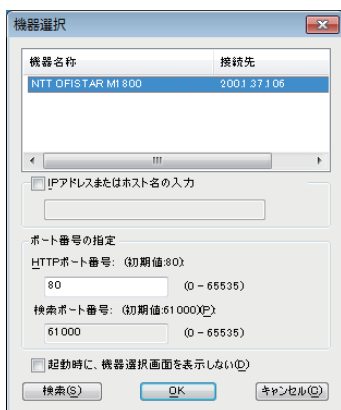 機器選択
機器名称 接続先
NTT OFISTAR M1800 200.1.37.106
IPアドレスまたはホスト名の入力
ポート番号の指定
HTTPポート番号: (初期値:80):
80 (0 - 65535)
検索ポート番号: (初期値:61000)(P):
61000 (0 - 65535)
起動時に、機器選択画面を表示しない(D)
検索(S) OK キャンセル(C)